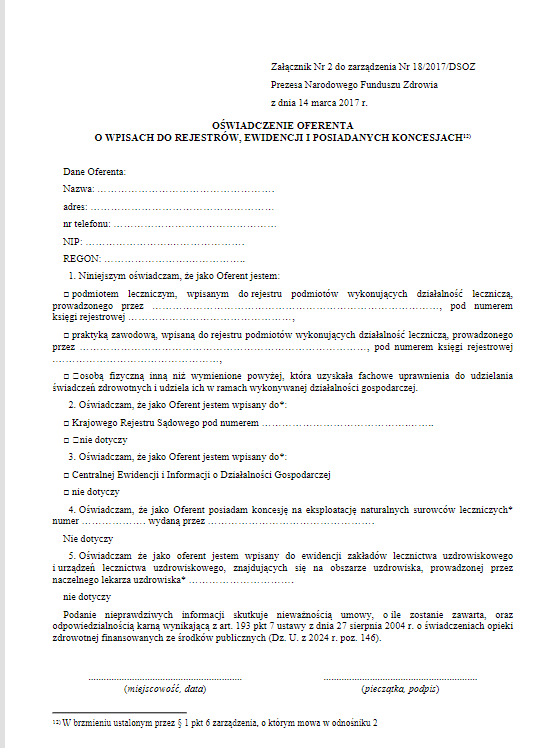 Załącznik Nr 2 do zarządzenia Nr 18/2017/DSOZ
Prezesa Narodowego Funduszu Zdrowia
z dnia 14 marca 2017 r.
OŚWIADCZENIE OFERENTA
O WPISACH DO REJESTRÓW, EWIDENCJI I POSIADANYCH KONCESJACH¹²⁾
Dane Oferenta:
Nazwa: …………………………………………….
adres: ………………………………………………
nr telefonu: …………………………………………
NIP: ……………………………………….
REGON: …………………………………..
1. Niniejszym oświadczam, że jako Oferent jestem:
□ podmiotem leczniczym, wpisanym do rejestru podmiotów wykonujących działalność leczniczą,
prowadzonego przez …………………………………………………………………………, pod numerem
księgi rejestrowej …………………………………………,
□ praktyką zawodową, wpisaną do rejestru podmiotów wykonujących działalność leczniczą, prowadzonego
przez …………………………………………………………………………, pod numerem księgi rejestrowej
…………………………………………,
□ □osobą fizyczną inną niż wymienione powyżej, która uzyskała fachowe uprawnienia do udzielania
świadczeń zdrowotnych i udziela ich w ramach wykonywanej działalności gospodarczej.
2. Oświadczam, że jako Oferent jestem wpisany do*:
□ Krajowego Rejestru Sądowego pod numerem …………………………………………..
□ □nie dotyczy
3. Oświadczam, że jako Oferent jestem wpisany do*:
□ Centralnej Ewidencji i Informacji o Działalności Gospodarczej
□ nie dotyczy
4. Oświadczam, że jako Oferent posiadam koncesję na eksploatację naturalnych surowców leczniczych*
numer ………………. wydaną przez …………………………………………
Nie dotyczy
5. Oświadczam że jako oferent jestem wpisany do ewidencji zakładów lecznictwa uzdrowiskowego
i urządzeń lecznictwa uzdrowiskowego, znajdujących się na obszarze uzdrowiska, prowadzonej przez
naczelnego lekarza uzdrowiska* …………………………
nie dotyczy
Podanie nieprawdziwych informacji skutkuje nieważnością umowy, o ile zostanie zawarta, oraz
odpowiedzialnością karną wynikającą z art. 193 pkt 7 ustawy z dnia 27 sierpnia 2004 r. o świadczeniach opieki
zdrowotnej finansowanych ze środków publicznych (Dz. U. z 2024 r. poz. 146).
............................................................ ............................................................
(miejscowość, data) (pieczątka, podpis)
¹²⁾ W brzmieniu ustalonym przez § 1 pkt 6 zarządzenia, o którym mowa w odnośniku 2